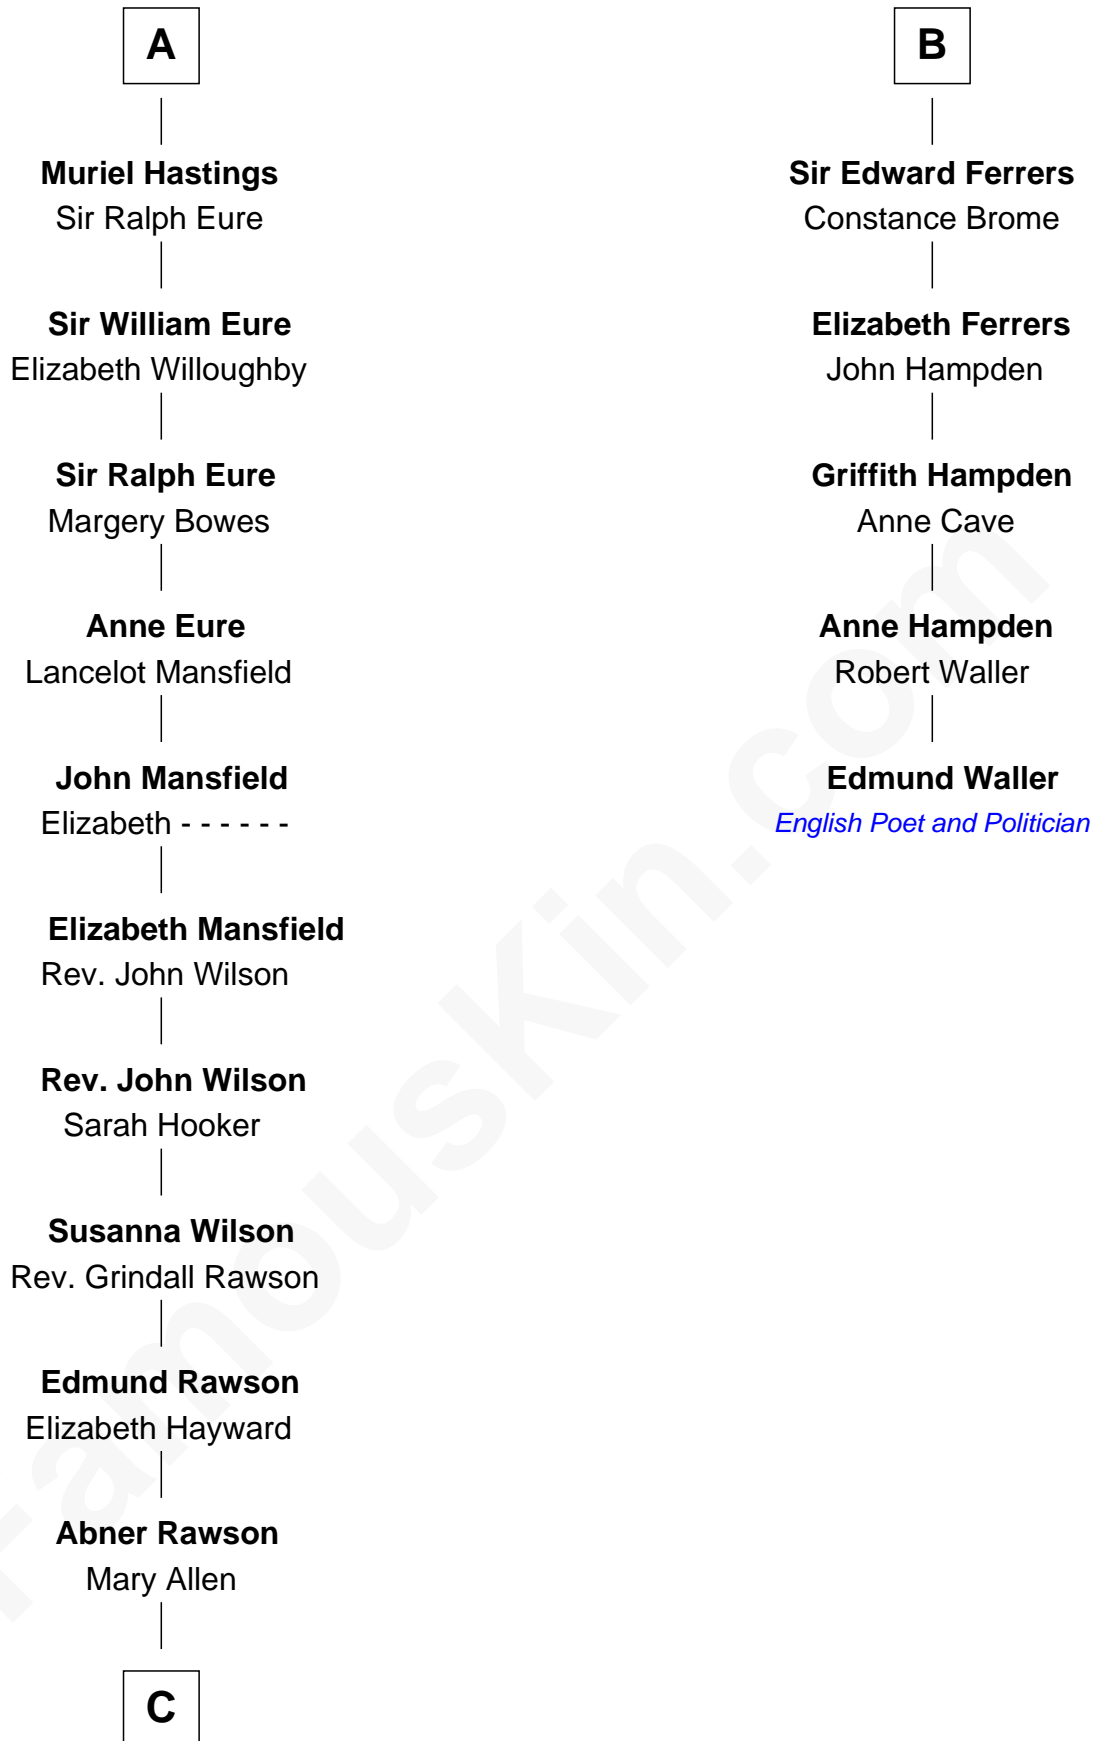 A
Muriel Hastings
Sir Ralph Eure
Sir William Eure
Elizabeth Willoughby
Sir Ralph Eure
Margery Bowes
Anne Eure
Lancelot Mansfield
John Mansfield
Elizabeth - - - - - -
Elizabeth Mansfield
Rev. John Wilson
Rev. John Wilson
Sarah Hooker
Susanna Wilson
Rev. Grindall Rawson
Edmund Rawson
Elizabeth Hayward
Abner Rawson
Mary Allen
C
B
Sir Edward Ferrers
Constance Brome
Elizabeth Ferrers
John Hampden
Griffith Hampden
Anne Cave
Anne Hampden
Robert Waller
Edmund Waller
English Poet and Politician
FamousKin.com